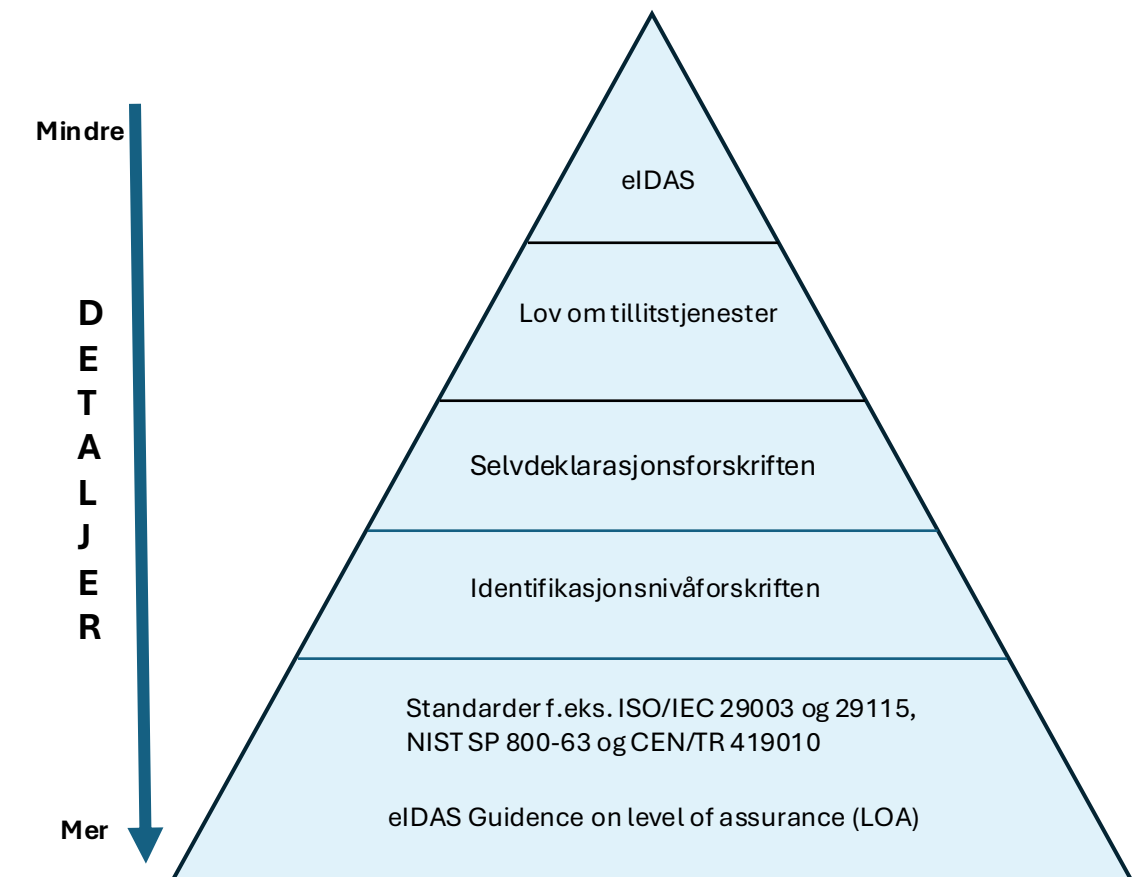 Mindre
DETALJER
Mer
eIDAS
Lov om tillitstjenester
Selvdeklarasjonsforskriften
Identifikasjonsnivåforskriften
Standarder f.eks. ISO/IEC 29003 og 29115,
NIST SP 800-63 og CEN/TR 419010
eIDAS Guidence on level of assurance (LOA)